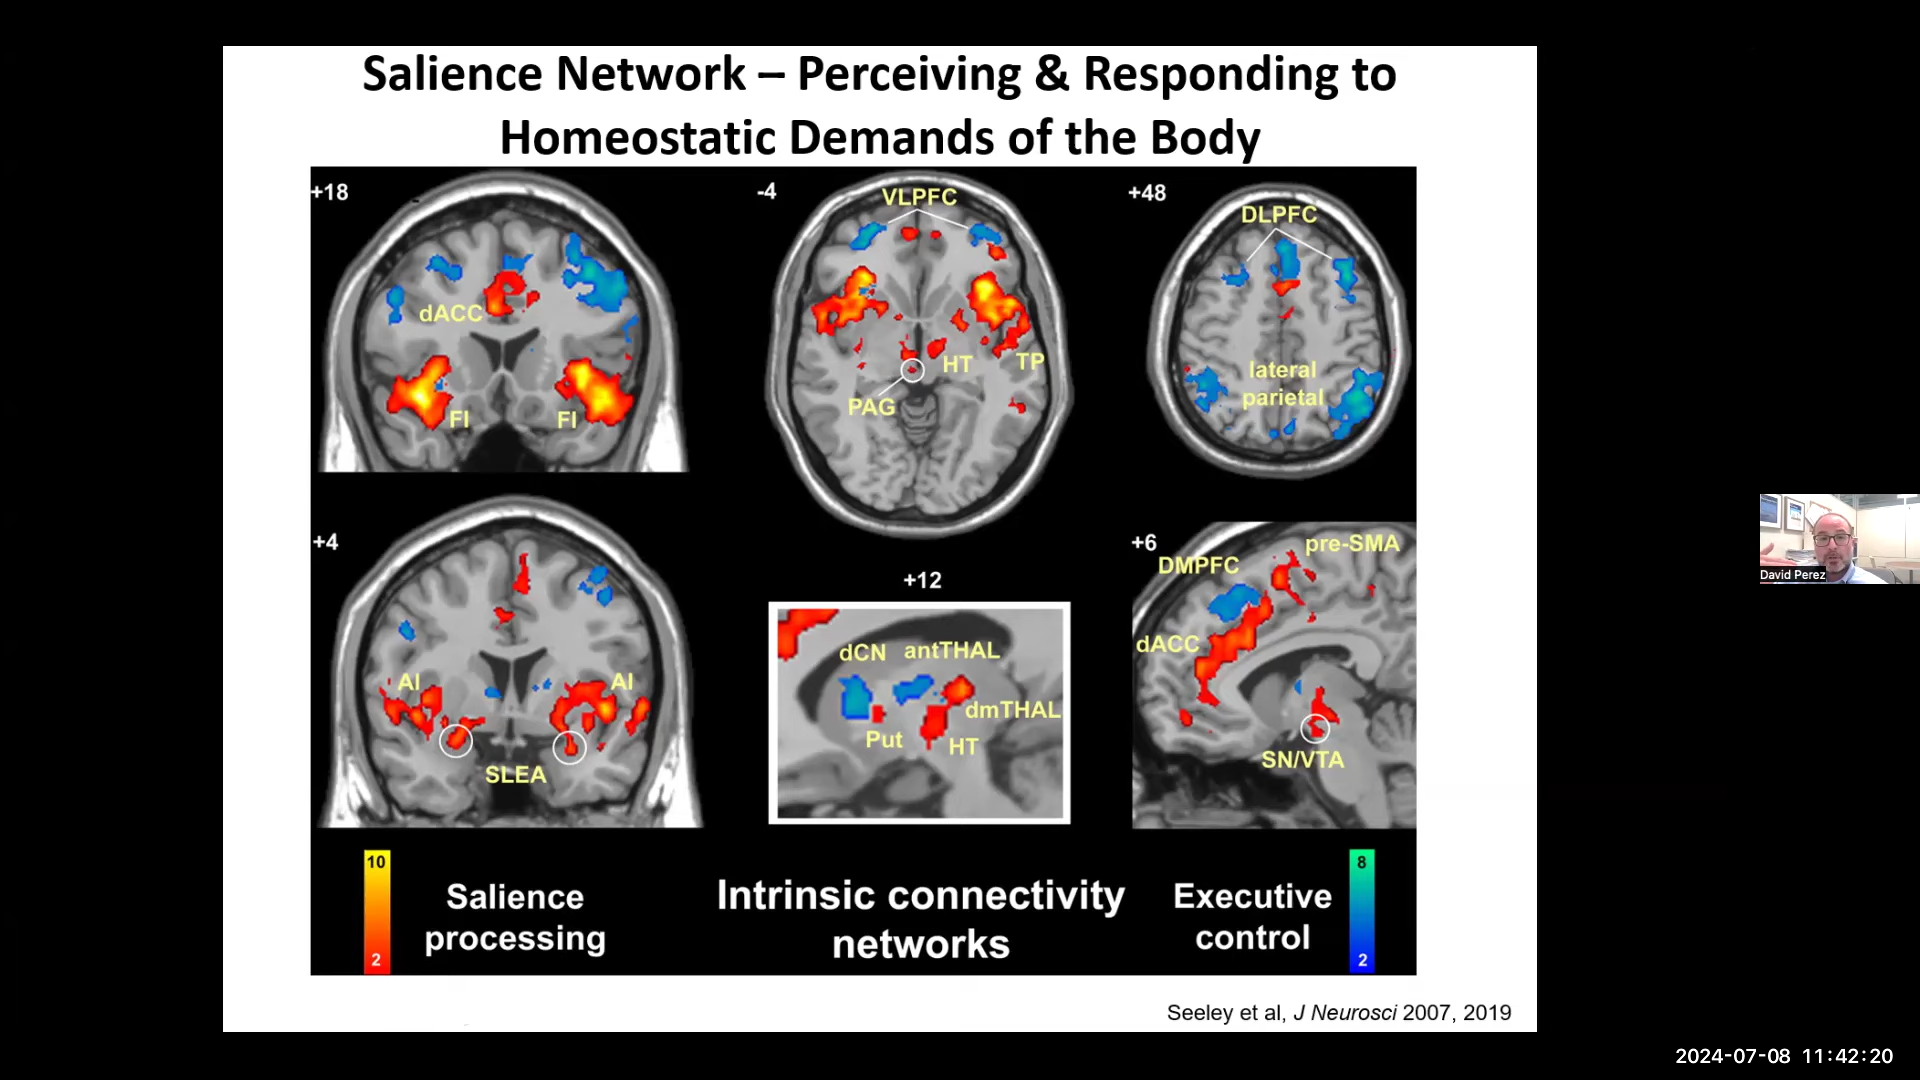 Salience Network – Perceiving & Responding to
Homeostatic Demands of the Body
+18
dACC
FI
FI
-4
VLPFC
HT
TP
PAG
+48
DLPFC
lateral
parietal
+4
AI
AI
SLEA
+12
dCN
antTHAL
dmTHAL
Put
HT
+6
pre-SMA
DMPFC
dACC
SN/VTA
10
2
Salience
processing
Intrinsic connectivity
networks
Executive
control
8
2
Seeley et al, J Neurosci 2007, 2019
David Perez
2024-07-08 11:42:20